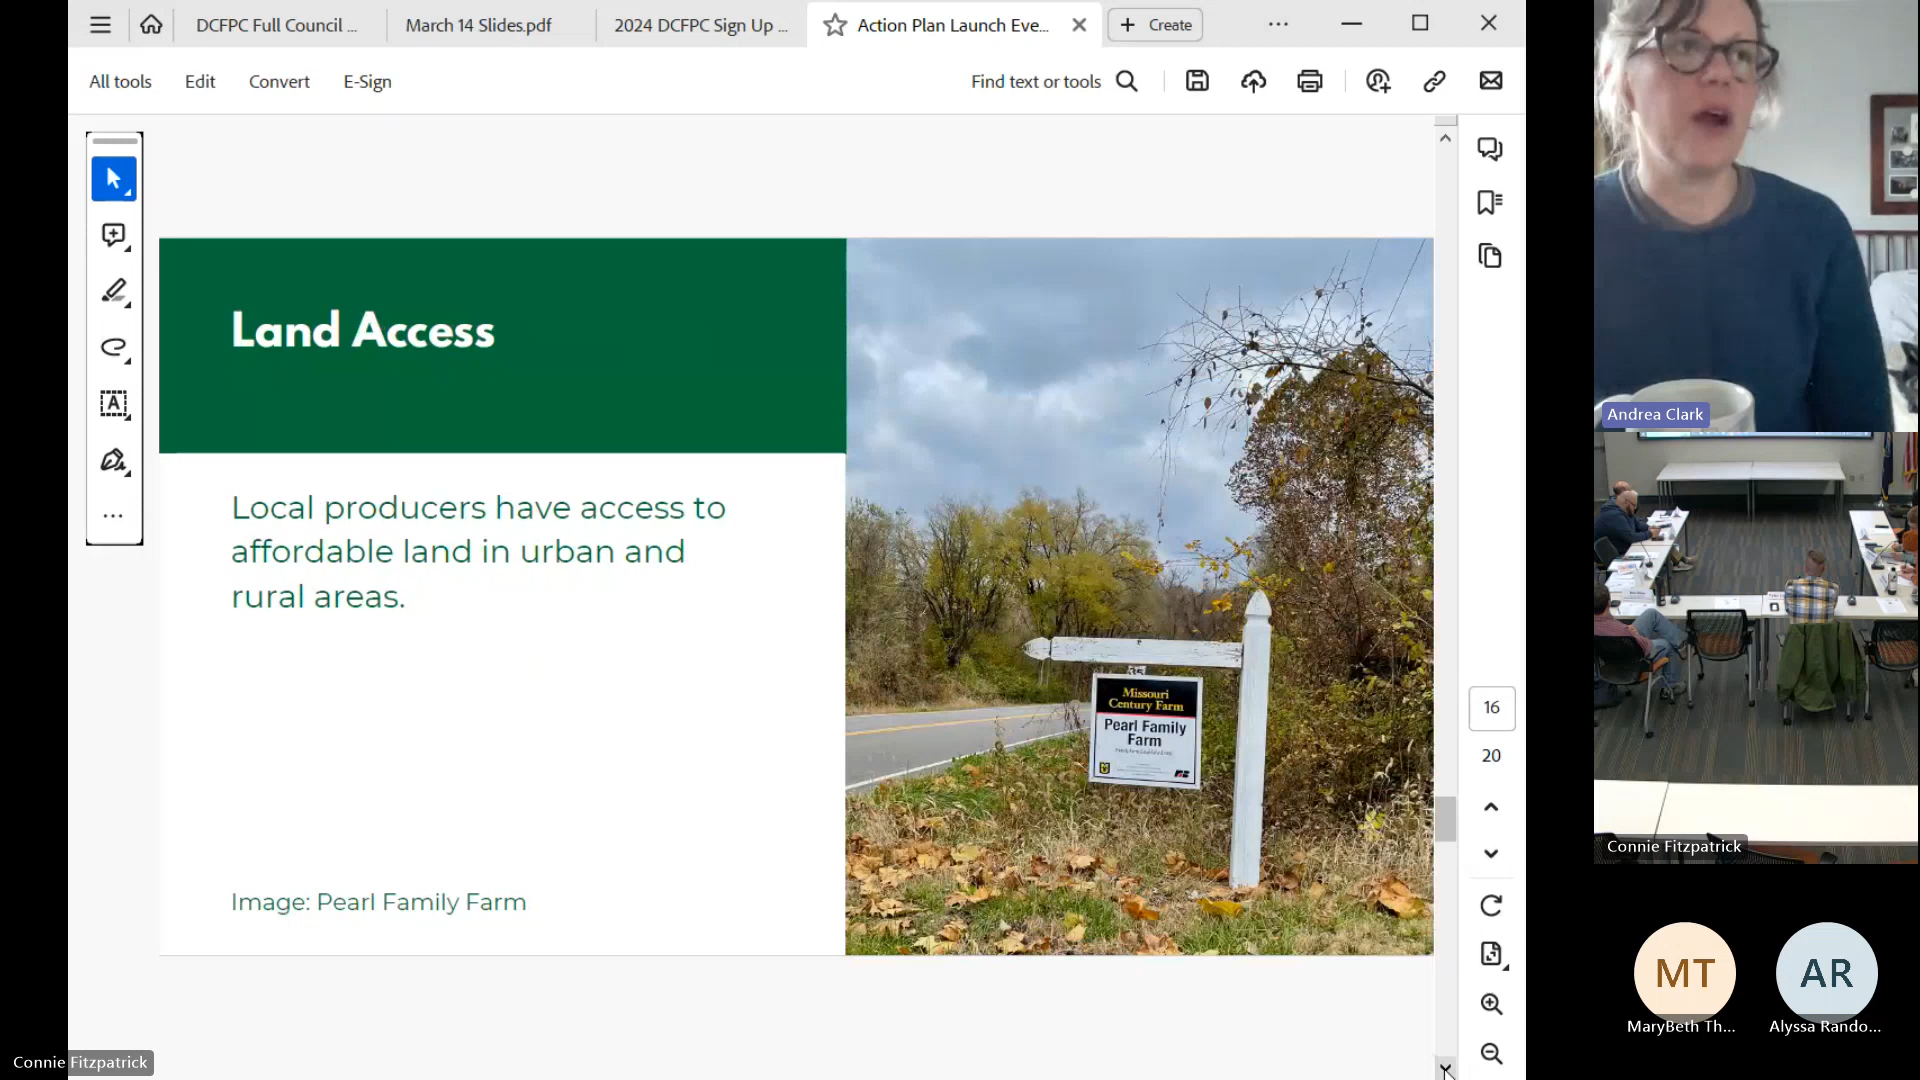 DCFPC Full Council ...
March 14 Slides.pdf
2024 DCFPC Sign Up ...
Action Plan Launch Eve...
Create
All tools
Edit
Convert
E-Sign
Find text or tools
Land Access
Local producers have access to
affordable land in urban and
rural areas.
Image: Pearl Family Farm
35
Missouri
Century Farm
Pearl Family
Farm
16
20
Andrea Clark
Connie Fitzpatrick
MT
MaryBeth Th...
AR
Alyssa Rando...
Connie Fitzpatrick